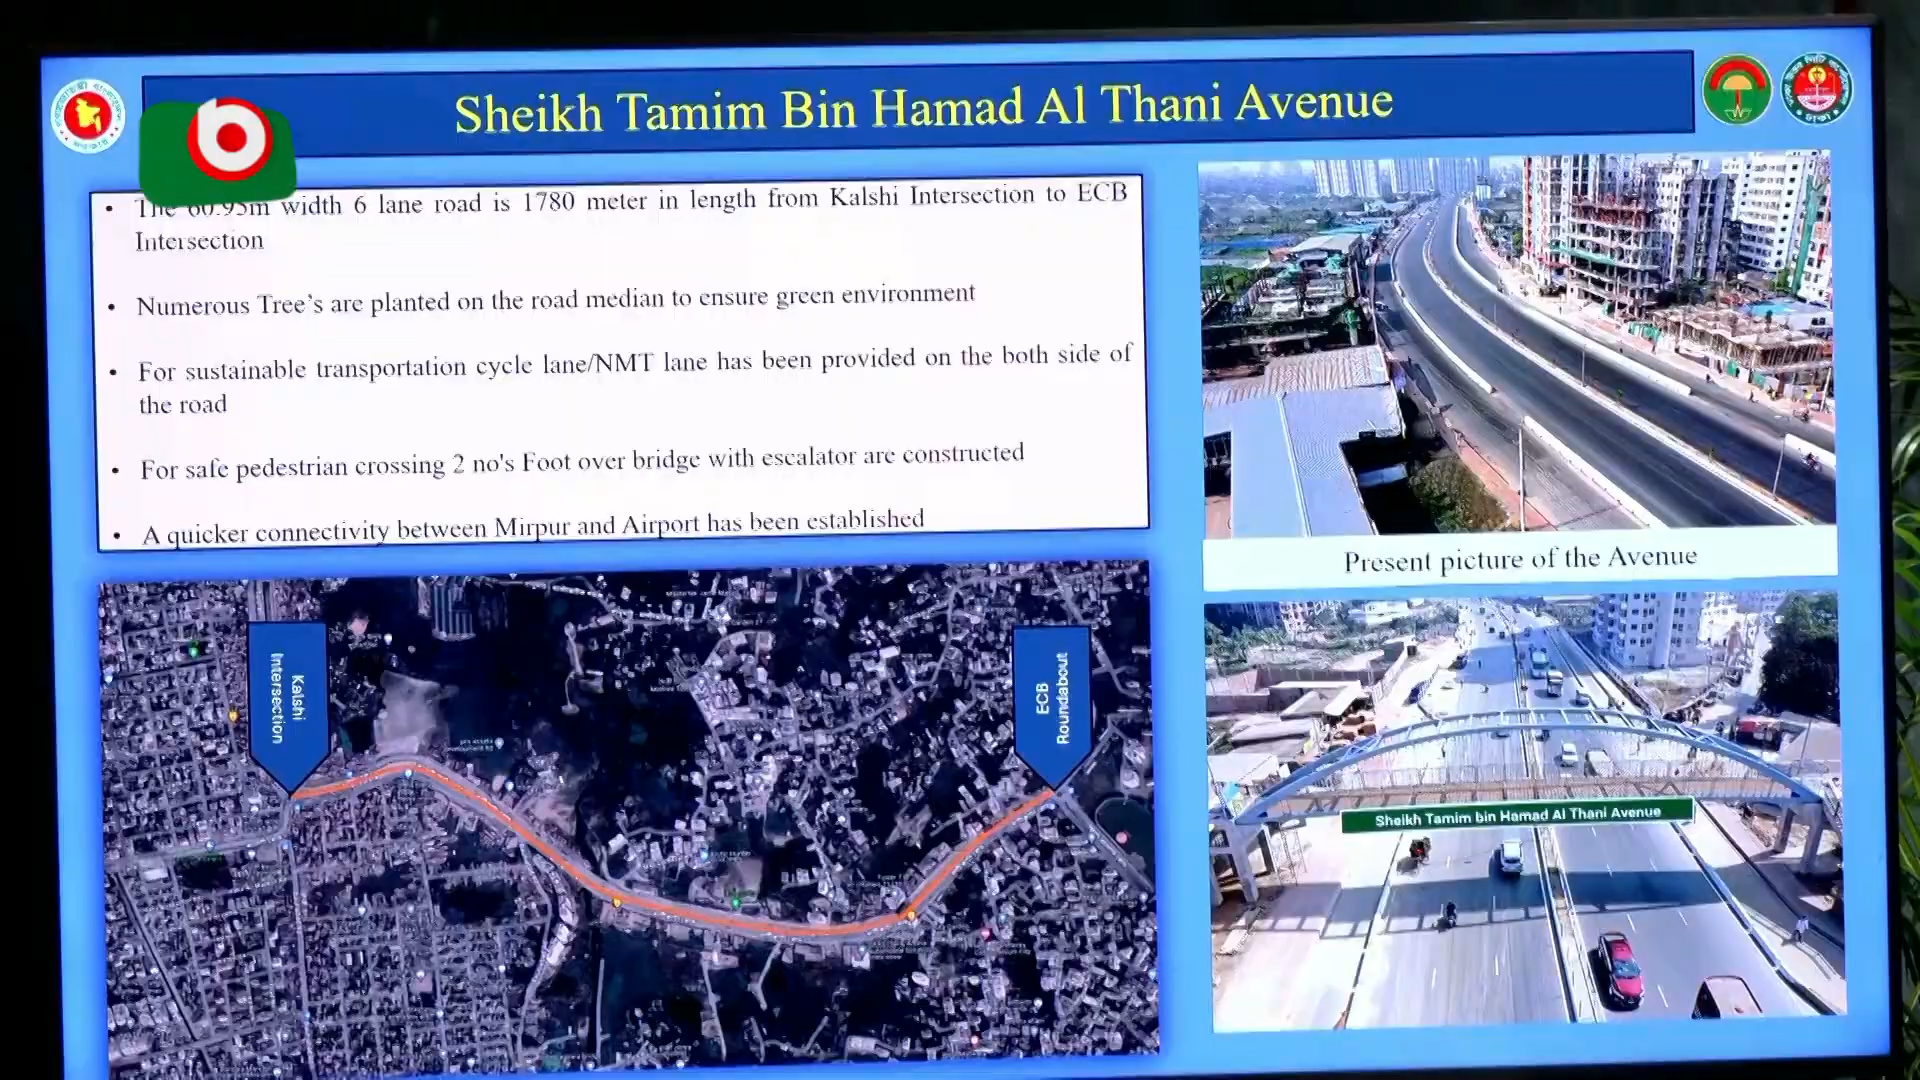 Sheikh Tamim Bin Hamad Al Thani Avenue
• The 60.95m width 6 lane road is 1780 meter in length from Kalshi Intersection to ECB
Intersection
• Numerous Tree's are planted on the road median to ensure green environment
• For sustainable transportation cycle lane/NMT lane has been provided on the both side of
the road
• For safe pedestrian crossing 2 no's Foot over bridge with escalator are constructed
• A quicker connectivity between Mirpur and Airport has been established
Present picture of the Avenue
Kalshi
Intersection
ECB
Roundabout
Sheikh Tamim bin Hamad Al Thani Avenue